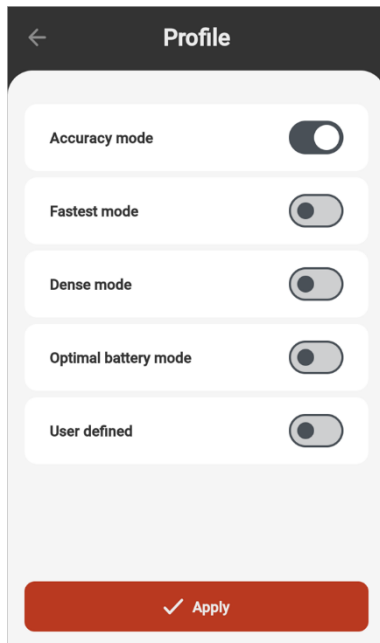 Profile
Accuracy mode
Fastest mode
Dense mode
Optimal battery mode
User defined
Apply